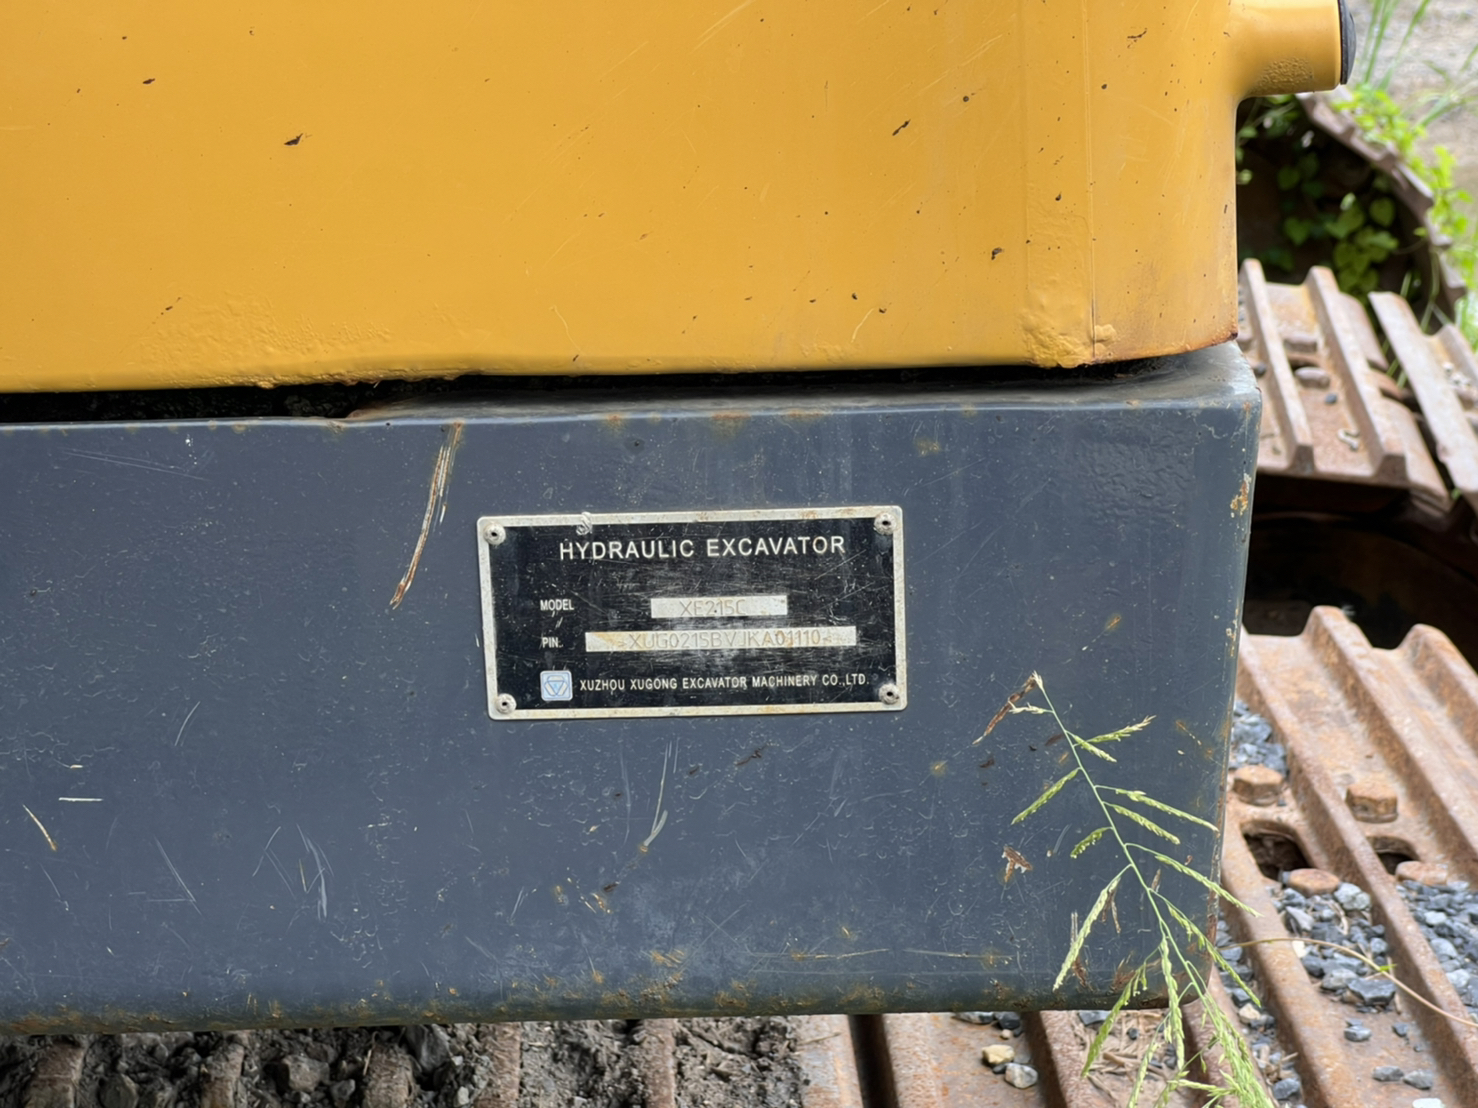 HYDRAULIC EXCAVATOR
MODEL XE215C
PIN XUG0215BVJKA01110
XUZHOU XUGONG EXCAVATOR MACHINERY CO.,LTD.